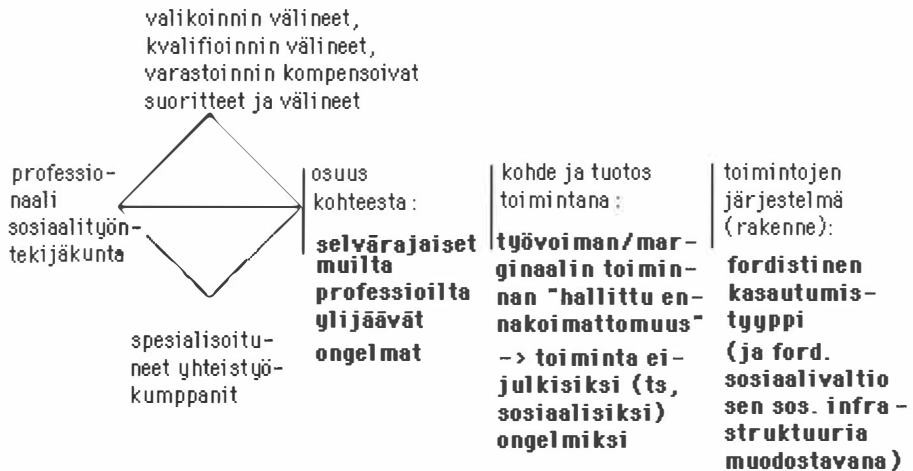 valikoinnin välineet,
kvalifioinnin välineet,
varastoinnin kompensoivat
suoritteet ja välineet
professio-
naali
sosiaalityön-
tekijäkunta
spesialisoitu-
neet yhteistyö-
kumppanit
osuus
kohteesta:
selvärajaiset
muilta
professioilta
ylijäävät
ongelmat
kohde ja tuotos
toimintana:
työvoiman/mar-
ginaalin toimin-
nan "hallittu en-
nakoimattomuus"
-> toiminta ei-
julkisiksi (ts,
sosiaalisiksi)
ongelmiksi
toimintojen
järjestelmä
(rakenne):
fordistinen
kasautumis-
tyyppi
(ja ford.
sosiaalivaltio
sen sos. infra-
struktuuria
muodostavana)